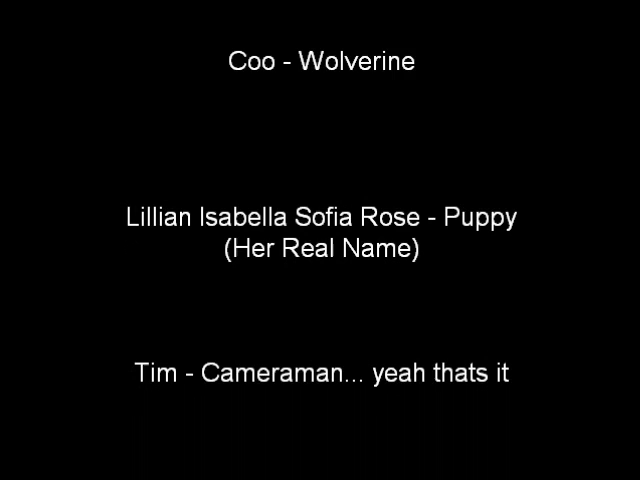 Coo - Wolverine
Lillian Isabella Sofia Rose - Puppy
(Her Real Name)
Tim - Cameraman... yeah thats it